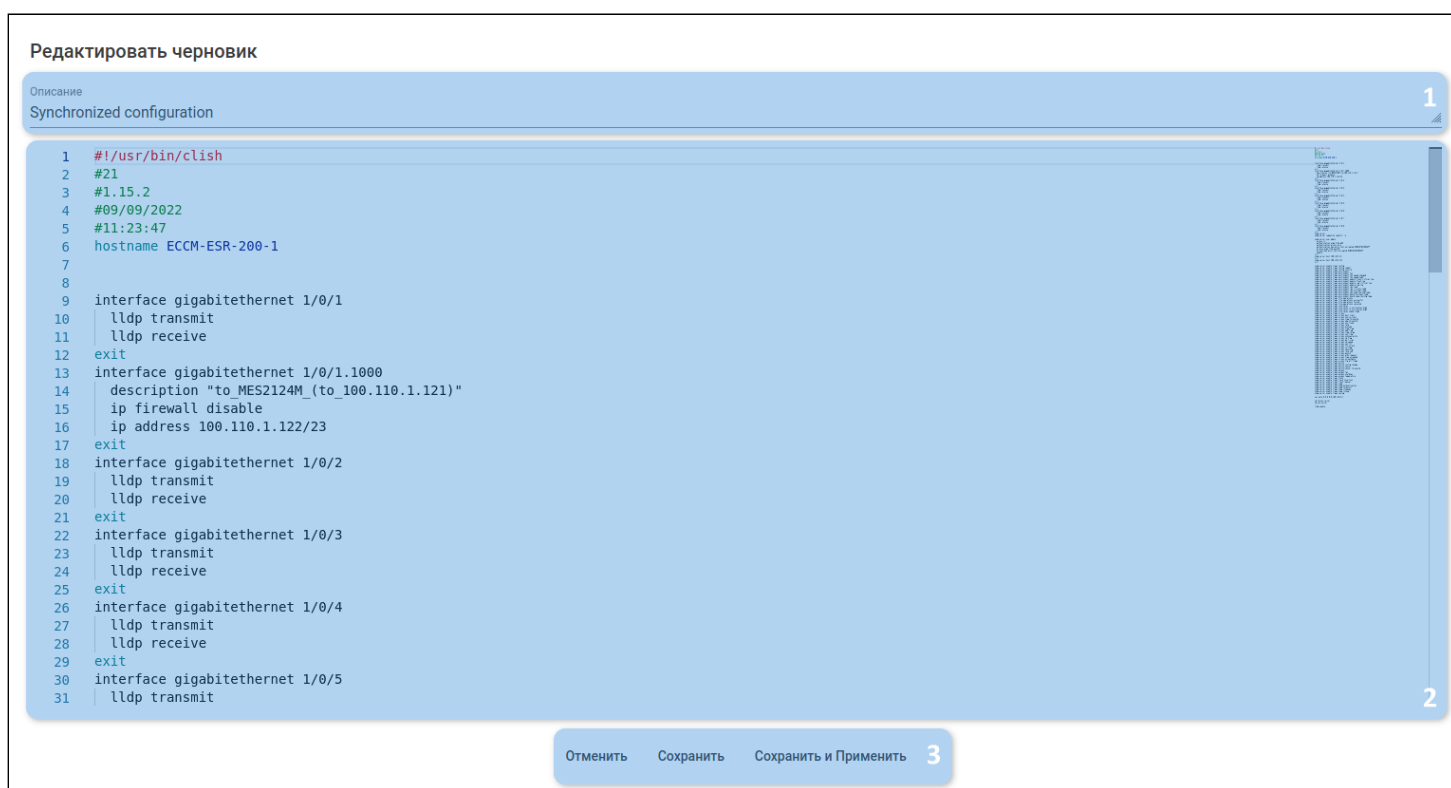 Редактировать черновик
Описание
Synchronized configuration
1
1 #!/usr/bin/clish
2 #21
3 #1.15.2
4 #09/09/2022
5 #11:23:47
6 hostname ECCM-ESR-200-1
7
8
9 interface gigabitethernet 1/0/1
10 lldp transmit
11 lldp receive
12 exit
13 interface gigabitethernet 1/0/1.1000
14 description "to_MES2124M_(to_100.110.1.121)"
15 ip firewall disable
16 ip address 100.110.1.122/23
17 exit
18 interface gigabitethernet 1/0/2
19 lldp transmit
20 lldp receive
21 exit
22 interface gigabitethernet 1/0/3
23 lldp transmit
24 lldp receive
25 exit
26 interface gigabitethernet 1/0/4
27 lldp transmit
28 lldp receive
29 exit
30 interface gigabitethernet 1/0/5
31 lldp transmit
2
Отменить Сохранить Сохранить и Применить 3